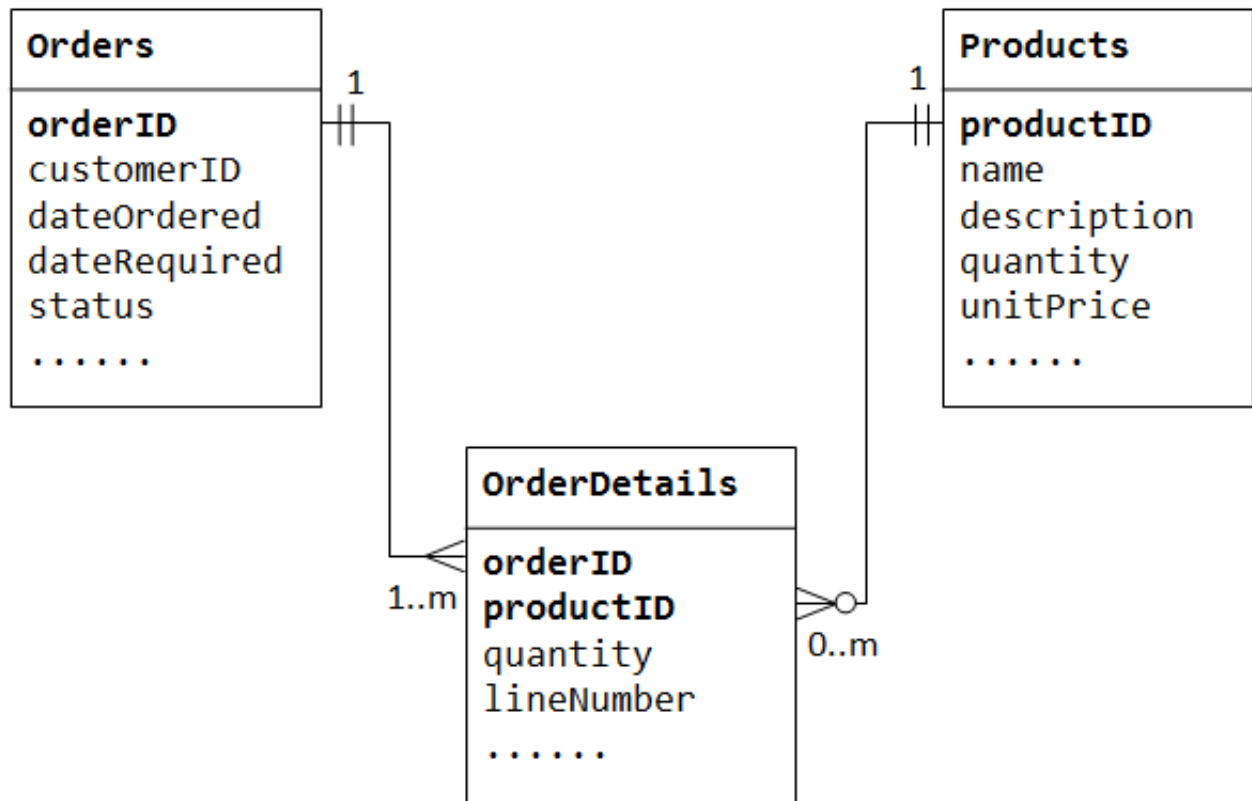 Orders
orderID
customerID
dateOrdered
dateRequired
status
......
1
1
Products
productID
name
description
quantity
unitPrice
......
OrderDetails
orderID
productID
quantity
lineNumber
......
1..m
0..m